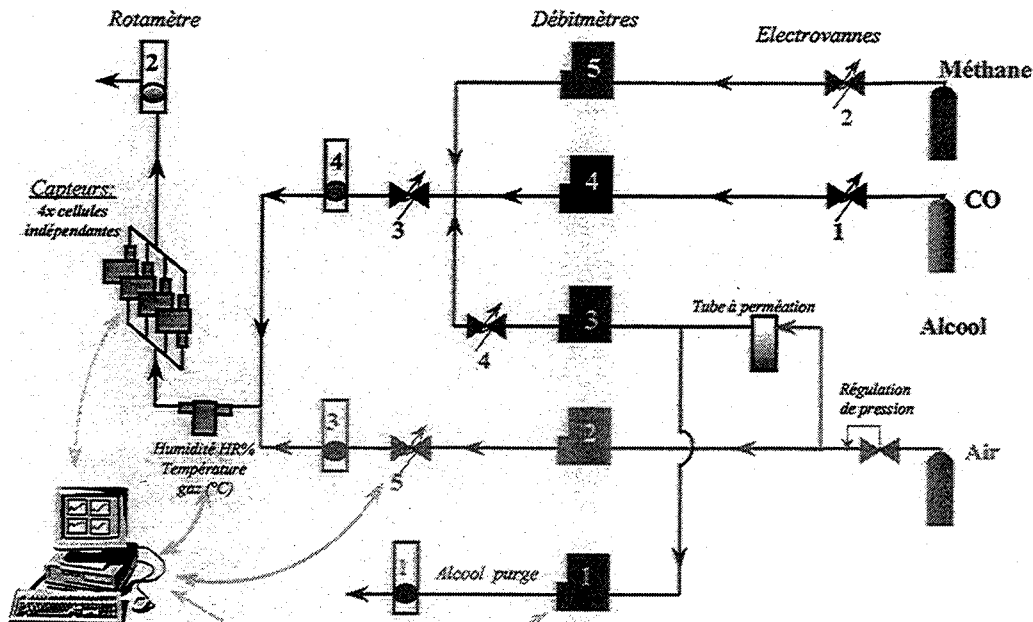 Rotamètre
Débitmètres
Electrovannes
2
5
Méthane
2
Capteurs:
4x cellules
indépendantes
4
3
4
1
CO
3
4
Tube à perméation
Alcool
Régulation
de pression
3
5
2
Air
Humidité HR%
Température
gaz (°C)
1
Alcool purge
1